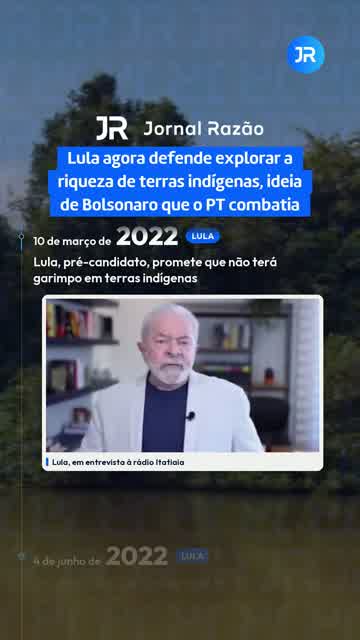 JR
JR Jornal Razão
Lula agora defende explorar a
riqueza de terras indígenas, ideia
de Bolsonaro que o PT combatia
10 de março de 2022 LULA
Lula, pré-candidato, promete que não terá
garimpo em terras indígenas
Lula, em entrevista à rádio Itatiaia
4 de junho de 2022 LULA